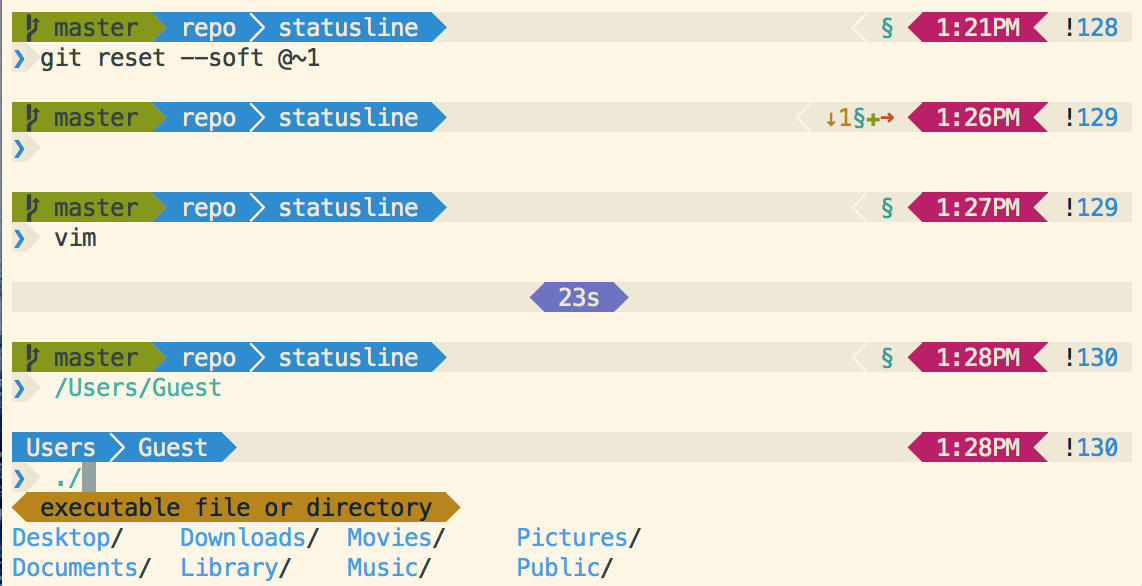 master repo statusline § 1:21PM !128
❯ git reset --soft @~1
master repo statusline ↓1§+→ 1:26PM !129
❯
master repo statusline § 1:27PM !129
❯ vim
23s
master repo statusline § 1:28PM !130
❯ /Users/Guest
Users Guest 1:28PM !130
❯ ./
executable file or directory
Desktop/ Downloads/ Movies/ Pictures/
Documents/ Library/ Music/ Public/